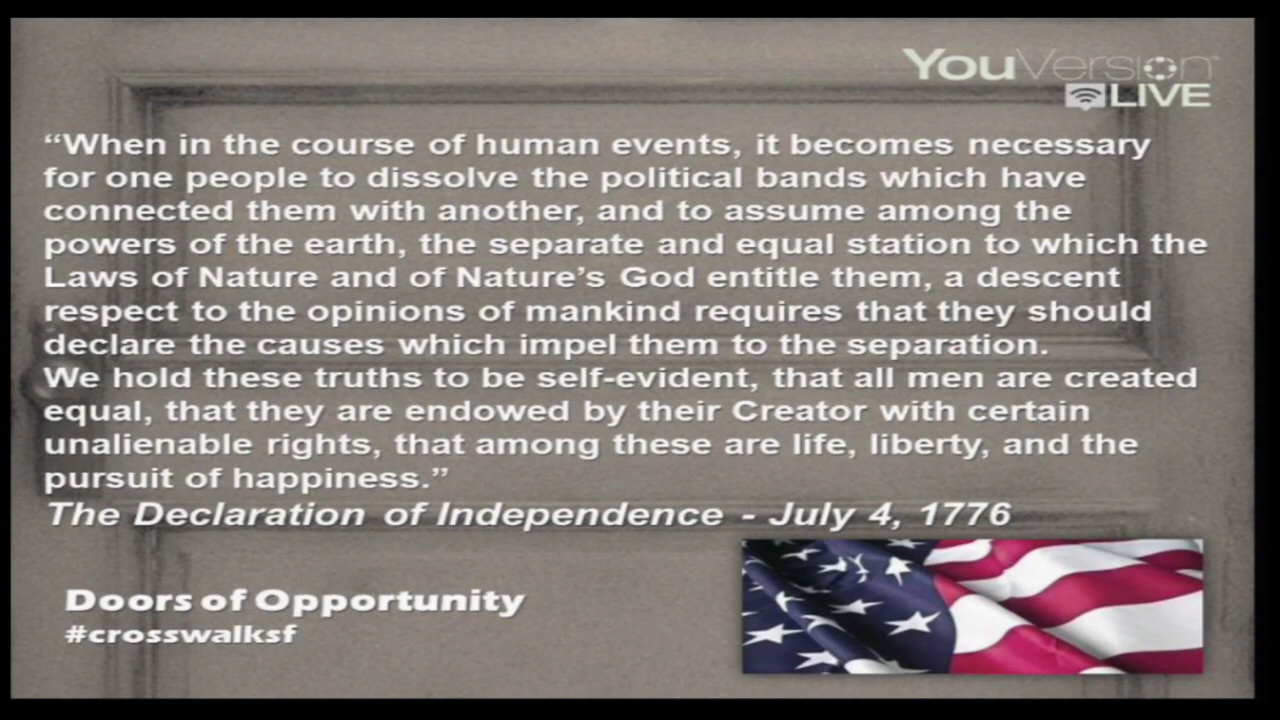 YouVersion
LIVE
“When in the course of human events, it becomes necessary
for one people to dissolve the political bands which have
connected them with another, and to assume among the
powers of the earth, the separate and equal station to which the
Laws of Nature and of Nature’s God entitle them, a descent
respect to the opinions of mankind requires that they should
declare the causes which impel them to the separation.
We hold these truths to be self-evident, that all men are created
equal, that they are endowed by their Creator with certain
unalienable rights, that among these are life, liberty, and the
pursuit of happiness.”
The Declaration of Independence - July 4, 1776
Doors of Opportunity
#crosswalksf